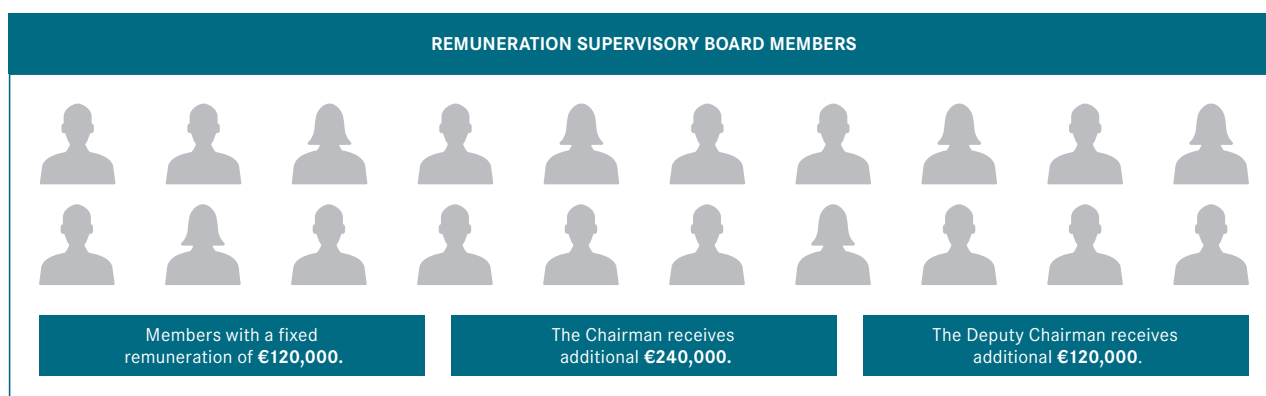 REMUNERATION SUPERVISORY BOARD MEMBERS
Members with a fixed
remuneration of €120,000.
The Chairman receives
additional €240,000.
The Deputy Chairman receives
additional €120,000.